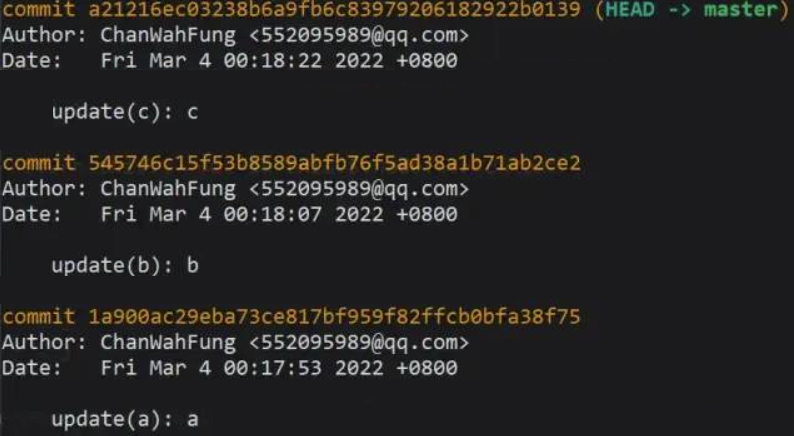 commit a21216ec03238b6a9fb6c83979206182922b0139 (HEAD -> master)
Author: ChanWahFung <552095989@qq.com>
Date:   Fri Mar 4 00:18:22 2022 +0800
update(c): c
commit 545746c15f53b8589abfb76f5ad38a1b71ab2ce2
Author: ChanWahFung <552095989@qq.com>
Date:   Fri Mar 4 00:18:07 2022 +0800
update(b): b
commit 1a900ac29eba73ce817bf959f82ffcb0bfa38f75
Author: ChanWahFung <552095989@qq.com>
Date:   Fri Mar 4 00:17:53 2022 +0800
update(a): a